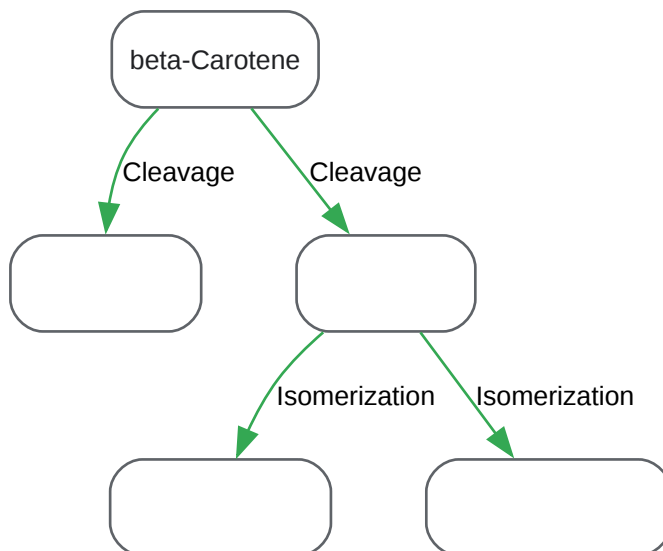 beta-Carotene
Cleavage
Cleavage
Isomerization
Isomerization